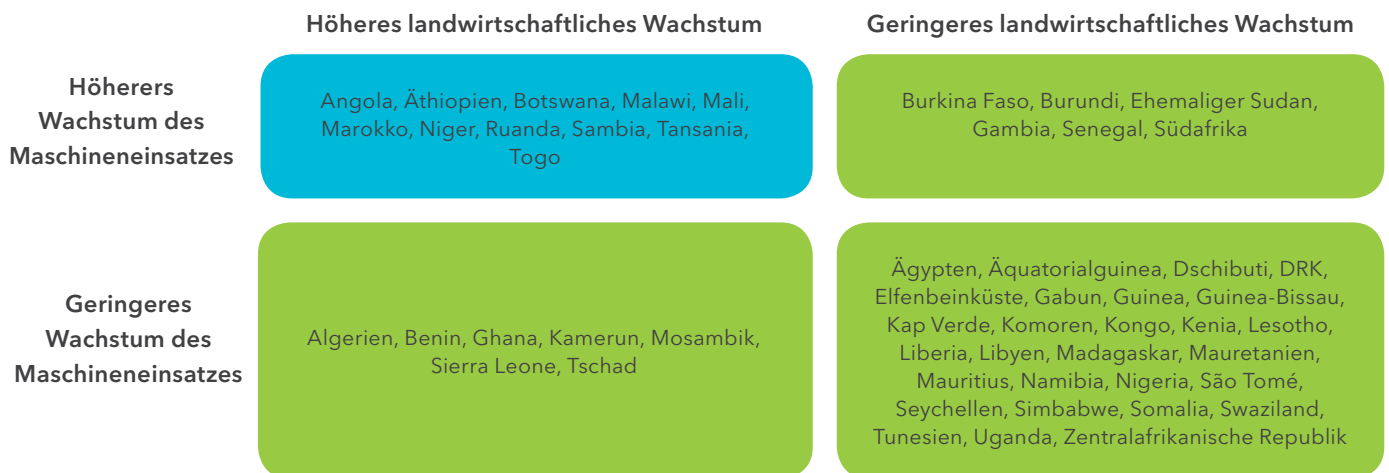 Höheres landwirtschaftliches Wachstum
Geringeres landwirtschaftliches Wachstum
Höherers
Wachstum des
Maschineneinsatzes
Angola, Äthiopien, Botswana, Malawi, Mali,
Marokko, Niger, Ruanda, Sambia, Tansania,
Togo
Burkina Faso, Burundi, Ehemaliger Sudan,
Gambia, Senegal, Südafrika
Geringeres
Wachstum des
Maschineneinsatzes
Algerien, Benin, Ghana, Kamerun, Mosambik,
Sierra Leone, Tschad
Ägypten, Äquatorialguinea, Dschibuti, DRK,
Elfenbeinküste, Gabun, Guinea, Guinea-Bissau,
Kap Verde, Komoren, Kongo, Kenia, Lesotho,
Liberia, Libyen, Madagaskar, Mauretanien,
Mauritius, Namibia, Nigeria, São Tomé,
Seychellen, Simbabwe, Somalia, Swaziland,
Tunesien, Uganda, Zentralafrikanische Republik